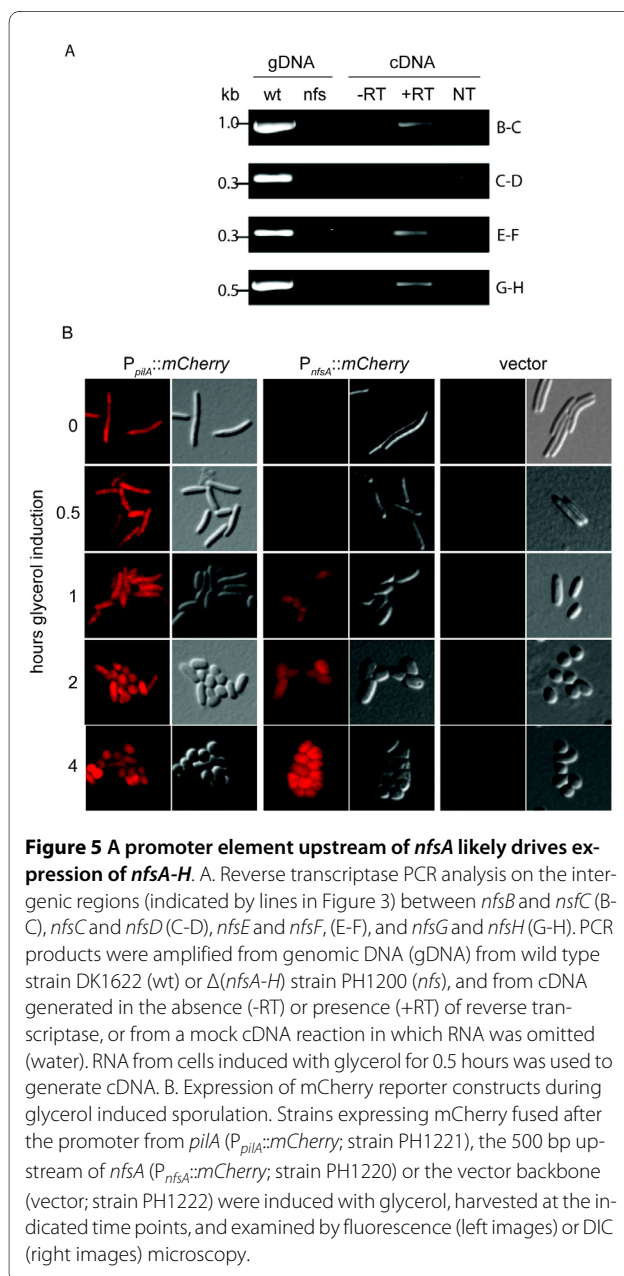 A
gDNA cDNA
kb wt nfs -RT +RT NT
1.0 B-C
0.3 C-D
0.3 E-F
0.5 G-H
B
PpilA::mCherry PnfsA::mCherry vector
hours glycerol induction
0
0.5
1
2
4
Figure 5 A promoter element upstream of nfsA likely drives ex-
pression of nfsA-H. A. Reverse transcriptase PCR analysis on the inter-
genic regions (indicated by lines in Figure 3) between nfsB and nsfC (B-
C), nfsC and nfsD (C-D), nfsE and nfsF, (E-F), and nfsG and nfsH (G-H). PCR
products were amplified from genomic DNA (gDNA) from wild type
strain DK1622 (wt) or Δ(nfsA-H) strain PH1200 (nfs), and from cDNA
generated in the absence (-RT) or presence (+RT) of reverse tran-
scriptase, or from a mock cDNA reaction in which RNA was omitted
(water). RNA from cells induced with glycerol for 0.5 hours was used to
generate cDNA. B. Expression of mCherry reporter constructs during
glycerol induced sporulation. Strains expressing mCherry fused after
the promoter from pilA (PpilA::mCherry; strain PH1221), the 500 bp up-
stream of nfsA (PnfsA::mCherry; strain PH1220) or the vector backbone
(vector; strain PH1222) were induced with glycerol, harvested at the in-
dicated time points, and examined by fluorescence (left images) or DIC
(right images) microscopy.